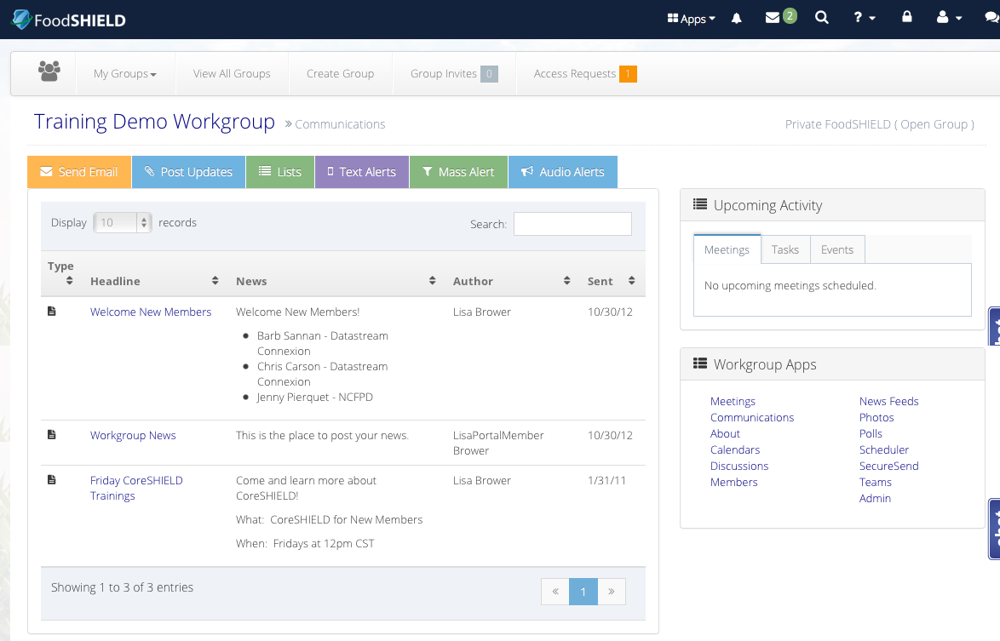 FoodSHIELD
Apps
2
?
My Groups
View All Groups
Create Group
Group Invites 0
Access Requests 1
Training Demo Workgroup » Communications
Private FoodSHIELD ( Open Group )
Send Email
Post Updates
Lists
Text Alerts
Mass Alert
Audio Alerts
Display 10 records
Search:
Type
Headline
News
Author
Sent
Welcome New Members
Welcome New Members!
Barb Sannan - Datastream
Connexion
Chris Carson - Datastream
Connexion
Jenny Pierquet - NCFPD
Lisa Brower
10/30/12
Workgroup News
This is the place to post your news.
LisaPortalMember
Brower
10/30/12
Friday CoreSHIELD
Trainings
Come and learn more about
CoreSHIELD!
What: CoreSHIELD for New Members
When: Fridays at 12pm CST
Lisa Brower
1/31/11
Showing 1 to 3 of 3 entries
« 1 »
Upcoming Activity
Meetings
Tasks
Events
No upcoming meetings scheduled.
Workgroup Apps
Meetings
Communications
About
Calendars
Discussions
Members
News Feeds
Photos
Polls
Scheduler
SecureSend
Teams
Admin